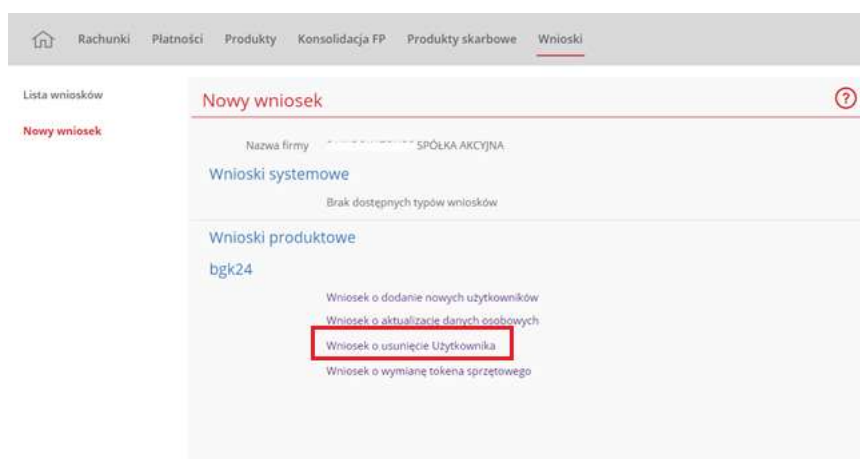 Rachunki Płatności Produkty Konsolidacja FP Produkty skarbowe Wnioski
Lista wniosków
Nowy wniosek
Nowy wniosek
?
Nazwa firmy SPÓŁKA AKCYJNA
Wnioski systemowe
Brak dostępnych typów wniosków
Wnioski produktowe
bgk24
Wniosek o dodanie nowych użytkowników
Wniosek o aktualizację danych osobowych
Wniosek o usunięcie Użytkownika
Wniosek o wymianę tokena sprzętowego